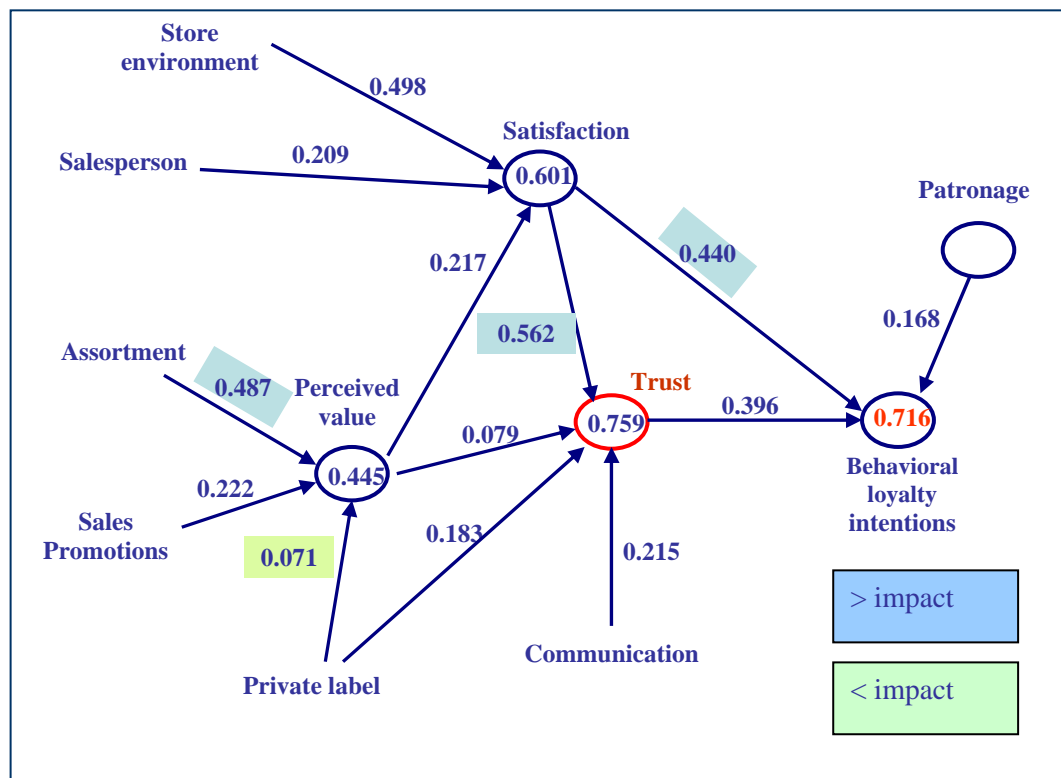 Store
environment
0.498
Satisfaction
Salesperson
0.209
0.601
Patronage
0.217
0.440
0.168
0.562
Assortment
0.487
Perceived
value
Trust
0.079
0.759
0.396
0.716
0.445
0.222
Behavioral
loyalty
intentions
Sales
Promotions
0.071
0.183
0.215
> impact
Communication
Private label
< impact